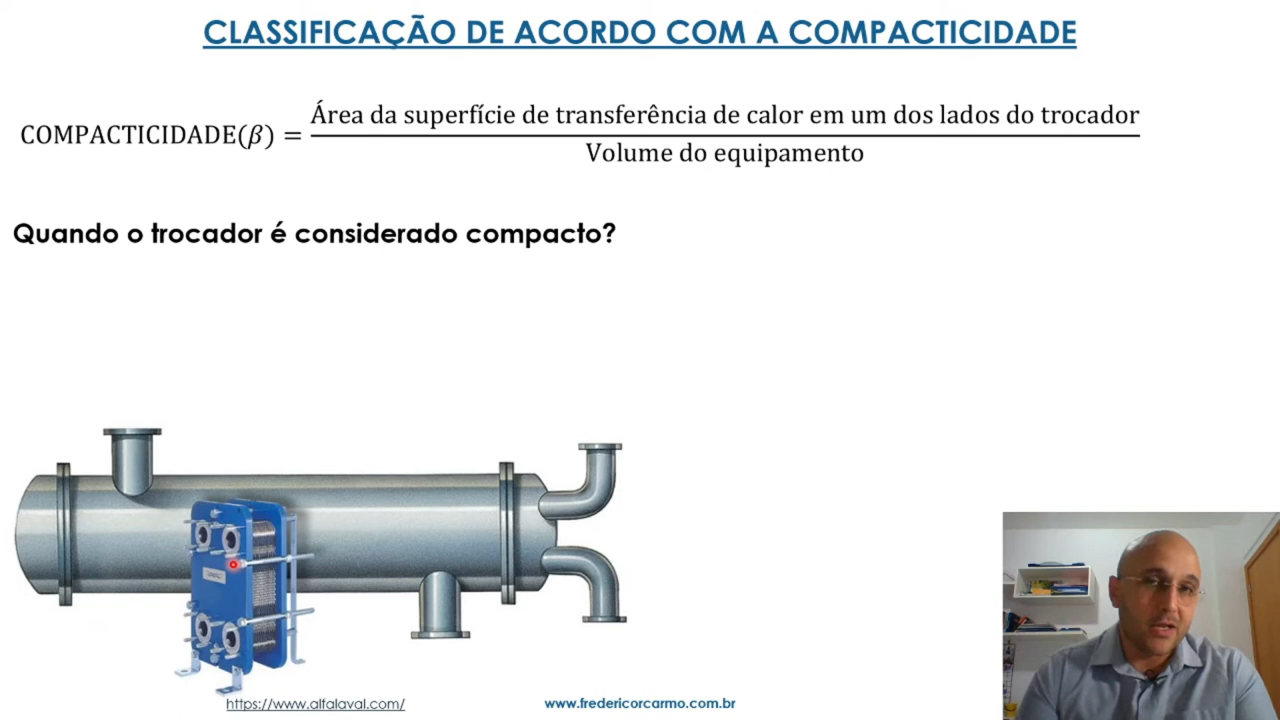 CLASSIFICAÇÃO DE ACORDO COM A COMPACTICIDADE
COMPACTICIDADE(β) = Área da superfície de transferência de calor em um dos lados do trocador
Volume do equipamento
Quando o trocador é considerado compacto?
https://www.alfalaval.com/
www.fredericorcarmo.com.br